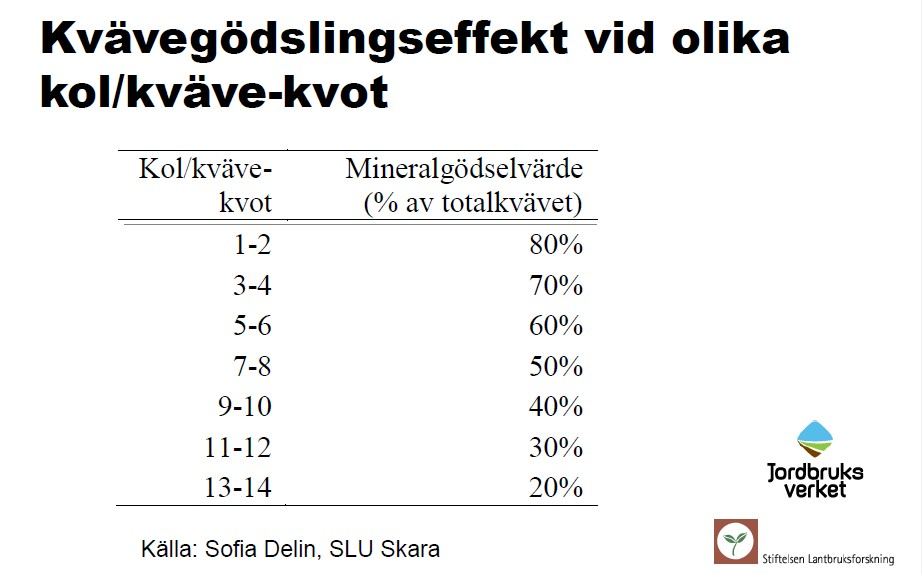 Kvävegödslingseffekt vid olika
kol/kväve-kvot
Kol/kväve- Mineralgödselvärde
kvot (% av totalkvävet)
1-2 80%
3-4 70%
5-6 60%
7-8 50%
9-10 40%
11-12 30%
13-14 20%
Jordbruks
verket
Källa: Sofia Delin, SLU Skara
Stiftelsen Lantbruksforskning